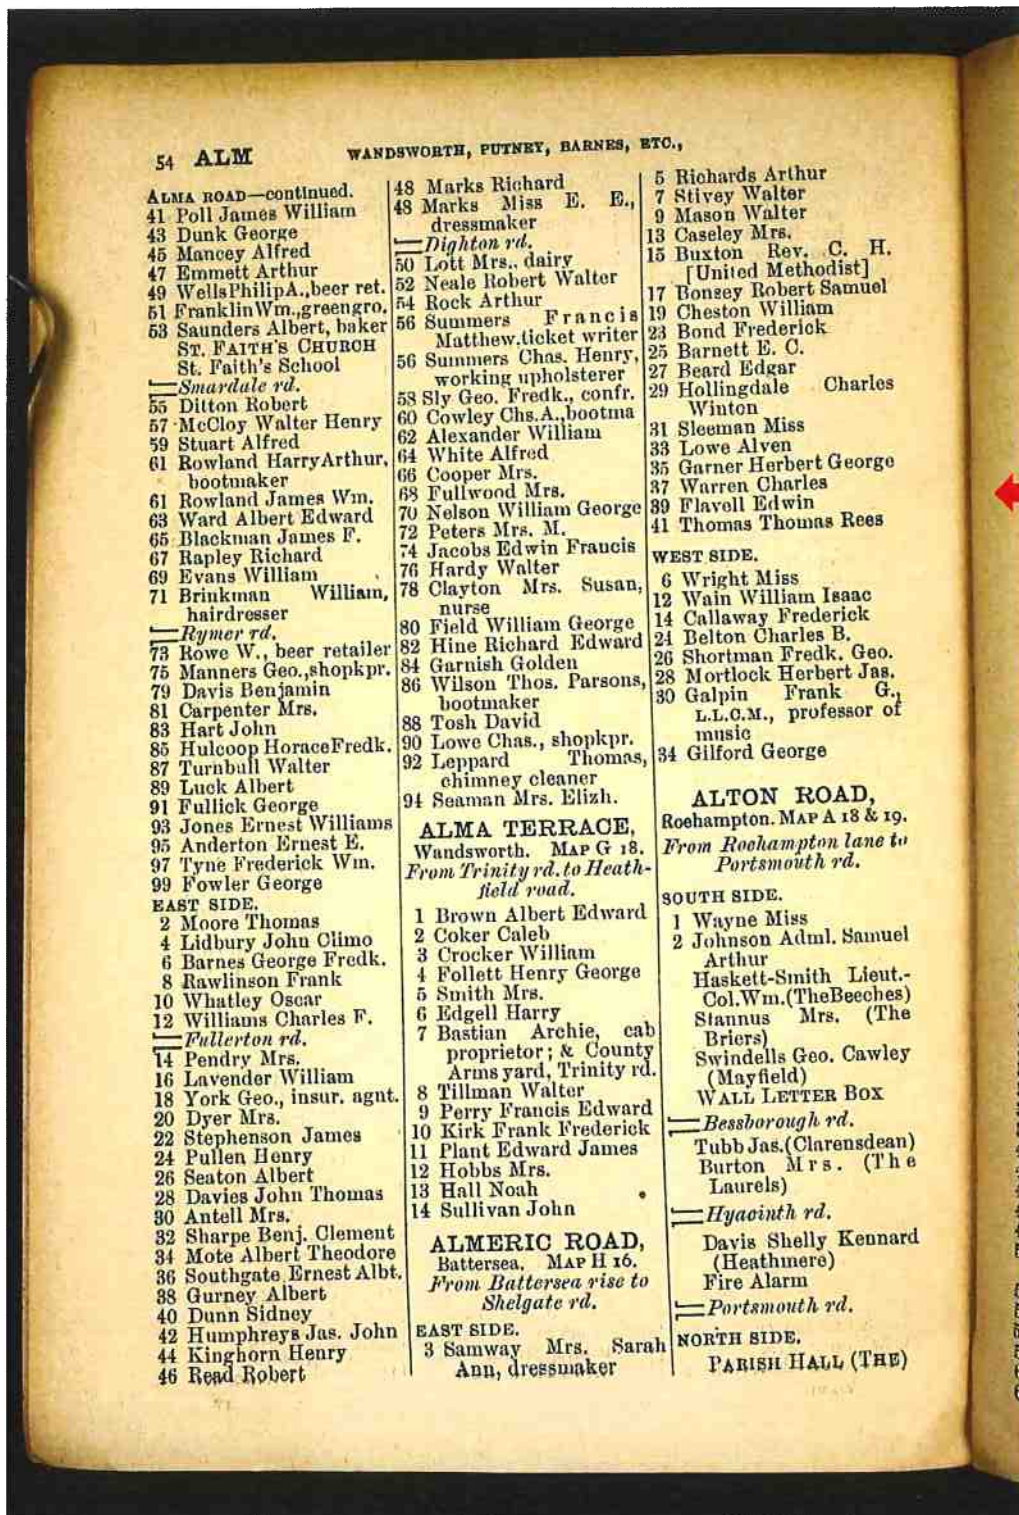 54 ALM
WANDSWORTH, PUTNEY, BARNES, ETC.,
ALMA ROAD—continued.
41 Poll James William
43 Dunk George
45 Mancey Alfred
47 Emmett Arthur
49 WellsPhilipA.,beer ret.
51 FranklinWm.,greengro.
53 Saunders Albert, baker
ST. FAITH'S CHURCH
St. Faith's School
Smardale rd.
55 Ditton Robert
57 McCloy Walter Henry
59 Stuart Alfred
61 Rowland HarryArthur,
bootmaker
61 Rowland James Wm.
63 Ward Albert Edward
65 Blackman James F.
67 Rapley Richard
69 Evans William
71 Brinkman William,
hairdresser
Rymer rd.
73 Rowe W., beer retailer
75 Manners Geo.,shopkpr.
79 Davis Benjamin
81 Carpenter Mrs.
83 Hart John
85 Hulcoop HoraceFredk.
87 Turnbull Walter
89 Luck Albert
91 Fullick George
93 Jones Ernest Williams
95 Anderton Ernest E.
97 Tyne Frederick Wm.
99 Fowler George
EAST SIDE.
2 Moore Thomas
4 Lidbury John Climo
6 Barnes George Fredk.
8 Rawlinson Frank
10 Whatley Oscar
12 Williams Charles F.
Fullerton rd.
14 Pendry Mrs.
16 Lavender William
18 York Geo., insur. agnt.
20 Dyer Mrs.
22 Stephenson James
24 Pullen Henry
26 Seaton Albert
28 Davies John Thomas
30 Antell Mrs.
32 Sharpe Benj. Clement
34 Mote Albert Theodore
36 Southgate Ernest Albt.
38 Gurney Albert
40 Dunn Sidney
42 Humphreys Jas. John
44 Kinghorn Henry
46 Read Robert
48 Marks Richard
48 Marks Miss E. E.,
dressmaker
Dighton rd.
50 Lott Mrs., dairy
52 Neale Robert Walter
54 Rock Arthur
56 Summers Francis
Matthew.ticket writer
56 Summers Chas. Henry,
working upholsterer
58 Sly Geo. Fredk., confr.
60 Cowley Chs.A.,bootma
62 Alexander William
64 White Alfred
66 Cooper Mrs.
68 Fullwood Mrs.
70 Nelson William George
72 Peters Mrs. M.
74 Jacobs Edwin Francis
76 Hardy Walter
78 Clayton Mrs. Susan,
nurse
80 Field William George
82 Hine Richard Edward
84 Garnish Golden
86 Wilson Thos. Parsons,
bootmaker
88 Tosh David
90 Lowe Chas., shopkpr.
92 Leppard Thomas,
chimney cleaner
94 Seaman Mrs. Elizh.
ALMA TERRACE,
Wandsworth. MAP G 18.
From Trinity rd. to Heath-
field road.
1 Brown Albert Edward
2 Coker Caleb
3 Crocker William
4 Follett Henry George
5 Smith Mrs.
6 Edgell Harry
7 Bastian Archie, cab
proprietor; & County
Arms yard, Trinity rd.
8 Tillman Walter
9 Perry Francis Edward
10 Kirk Frank Frederick
11 Plant Edward James
12 Hobbs Mrs.
13 Hall Noah
14 Sullivan John
ALMERIC ROAD,
Battersea. MAP H 16.
From Battersea rise to
Shelgate rd.
EAST SIDE.
3 Samway Mrs. Sarah
Ann, dressmaker
5 Richards Arthur
7 Stivey Walter
9 Mason Walter
13 Caseley Mrs.
15 Buxton Rev. C. H.
[United Methodist]
17 Bonsey Robert Samuel
19 Cheston William
23 Bond Frederick
25 Barnett E. C.
27 Beard Edgar
29 Hollingdale Charles
Winton
31 Sleeman Miss
33 Lowe Alven
35 Garner Herbert George
37 Warren Charles
39 Flavell Edwin
41 Thomas Thomas Rees
WEST SIDE.
6 Wright Miss
12 Wain William Isaac
14 Callaway Frederick
24 Belton Charles B.
26 Shortman Fredk. Geo.
28 Mortlock Herbert Jas.
30 Galpin Frank G.,
L.L.C.M., professor of
music
34 Gilford George
ALTON ROAD,
Roehampton. MAP A 18 & 19.
From Roehampton lane to
Portsmouth rd.
SOUTH SIDE.
1 Wayne Miss
2 Johnson Adml. Samuel
Arthur
Haskett-Smith Lieut.-
Col.Wm.(TheBeeches)
Stannus Mrs. (The
Briers)
Swindells Geo. Cawley
(Mayfield)
WALL LETTER BOX
Bessborough rd.
Tubb Jas.(Clarensdean)
Burton Mrs. (The
Laurels)
Hyacinth rd.
Davis Shelly Kennard
(Heathmere)
Fire Alarm
Portsmouth rd.
NORTH SIDE.
PARISH HALL (THE)